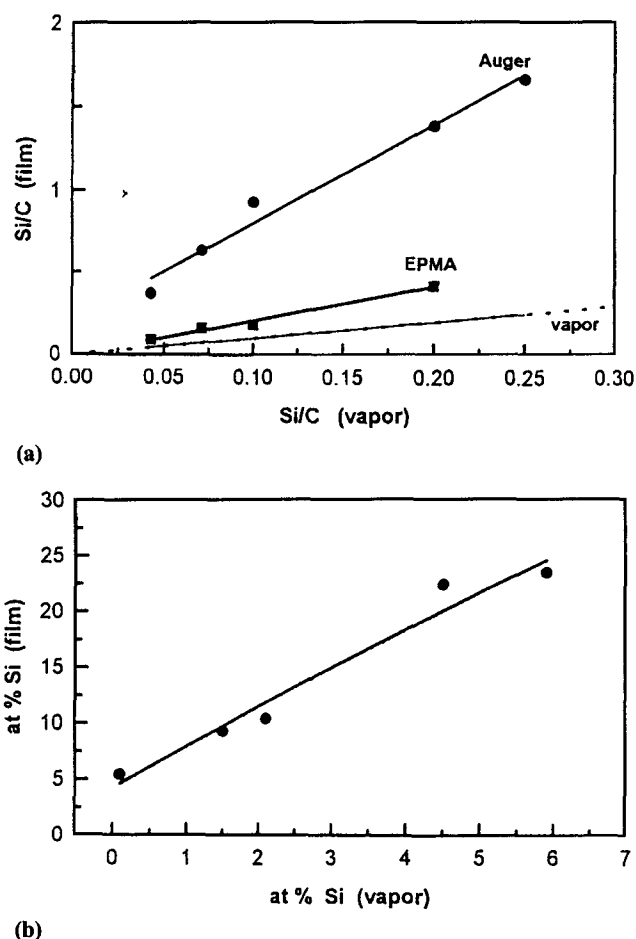 2
Auger
Si/C (film)
1
EPMA
vapor
0
0.00 0.05 0.10 0.15 0.20 0.25 0.30
Si/C (vapor)
(a)
30
25
20
at % Si (film)
15
10
5
0
0 1 2 3 4 5 6 7
at % Si (vapor)
(b)